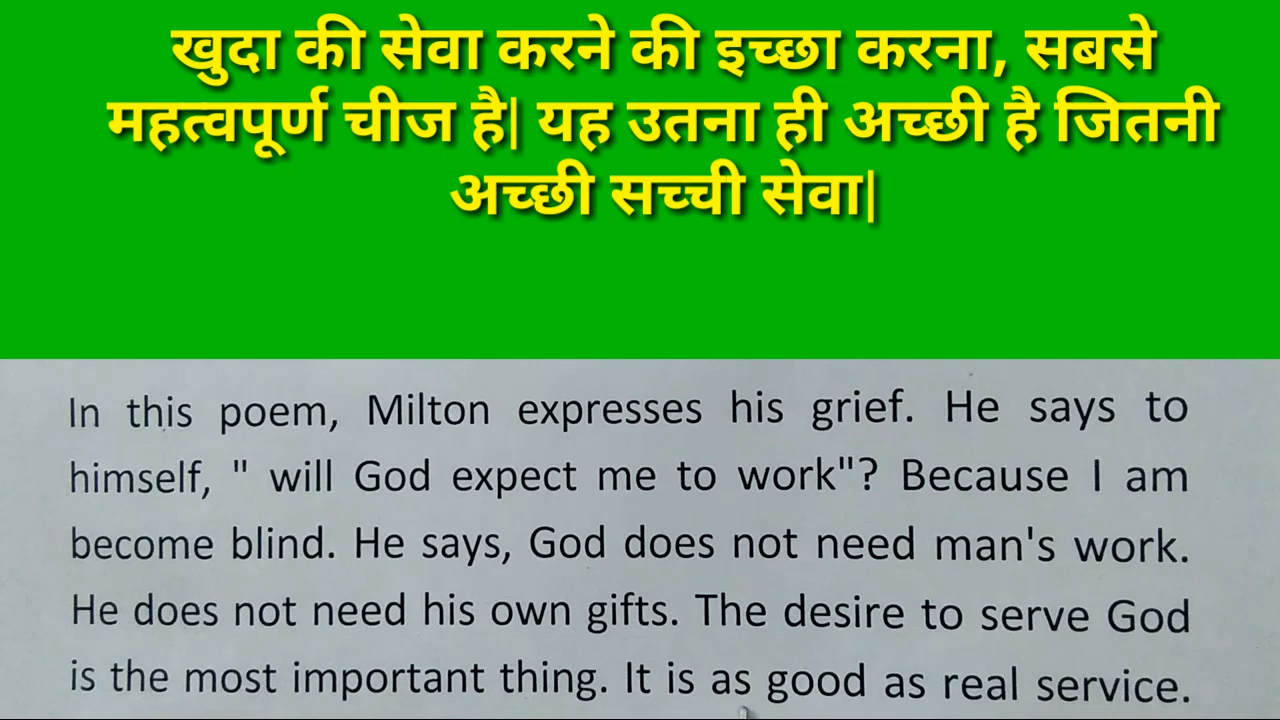 खुदा की सेवा करने की इच्छा करना, सबसे
महत्वपूर्ण चीज है| यह उतना ही अच्छी है जितनी
अच्छी सच्ची सेवा|
In this poem, Milton expresses his grief. He says to
himself, " will God expect me to work"? Because I am
become blind. He says, God does not need man's work.
He does not need his own gifts. The desire to serve God
is the most important thing. It is as good as real service.